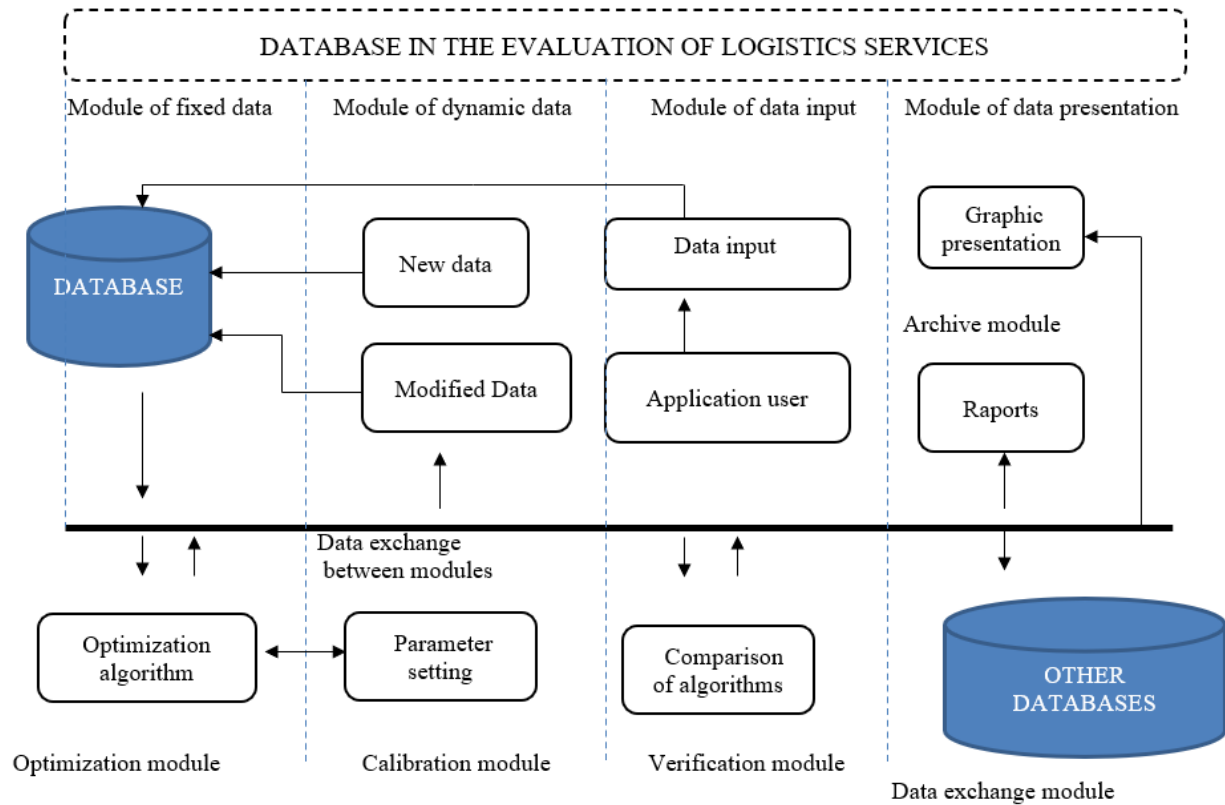 DATABASE IN THE EVALUATION OF LOGISTICS SERVICES
Module of fixed data
Module of dynamic data
Module of data input
Module of data presentation
DATABASE
New data
Data input
Graphic
presentation
Archive module
Modified Data
Application user
Raports
Data exchange
between modules
Optimization
algorithm
Parameter
setting
Comparison
of algorithms
OTHER
DATABASES
Optimization module
Calibration module
Verification module
Data exchange module